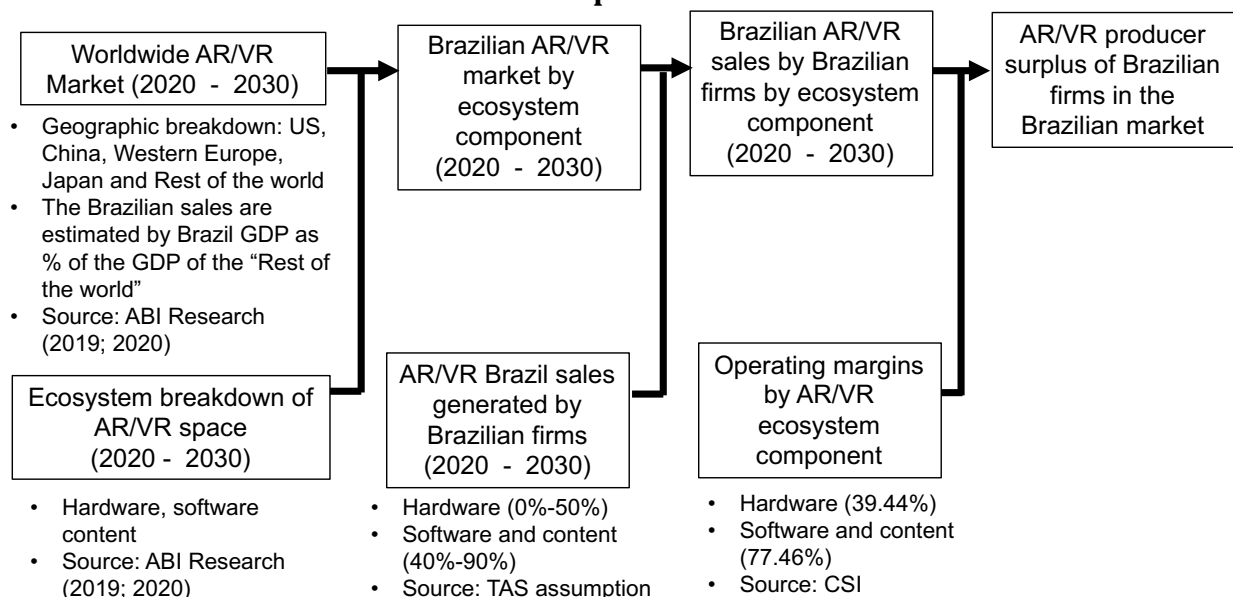 Worldwide AR/VR
Market (2020 - 2030)
• Geographic breakdown: US,
China, Western Europe,
Japan and Rest of the world
• The Brazilian sales are
estimated by Brazil GDP as
% of the GDP of the “Rest of
the world”
• Source: ABI Research
(2019; 2020)
Ecosystem breakdown of
AR/VR space
(2020 - 2030)
• Hardware, software
content
• Source: ABI Research
(2019; 2020)
Brazilian AR/VR
market by
ecosystem
component
(2020 - 2030)
AR/VR Brazil sales
generated by
Brazilian firms
(2020 - 2030)
• Hardware (0%-50%)
• Software and content
(40%-90%)
• Source: TAS assumption
Brazilian AR/VR
sales by Brazilian
firms by ecosystem
component
(2020 - 2030)
Operating margins
by AR/VR
ecosystem
component
• Hardware (39.44%)
• Software and content
(77.46%)
• Source: CSI
AR/VR producer
surplus of Brazilian
firms in the
Brazilian market